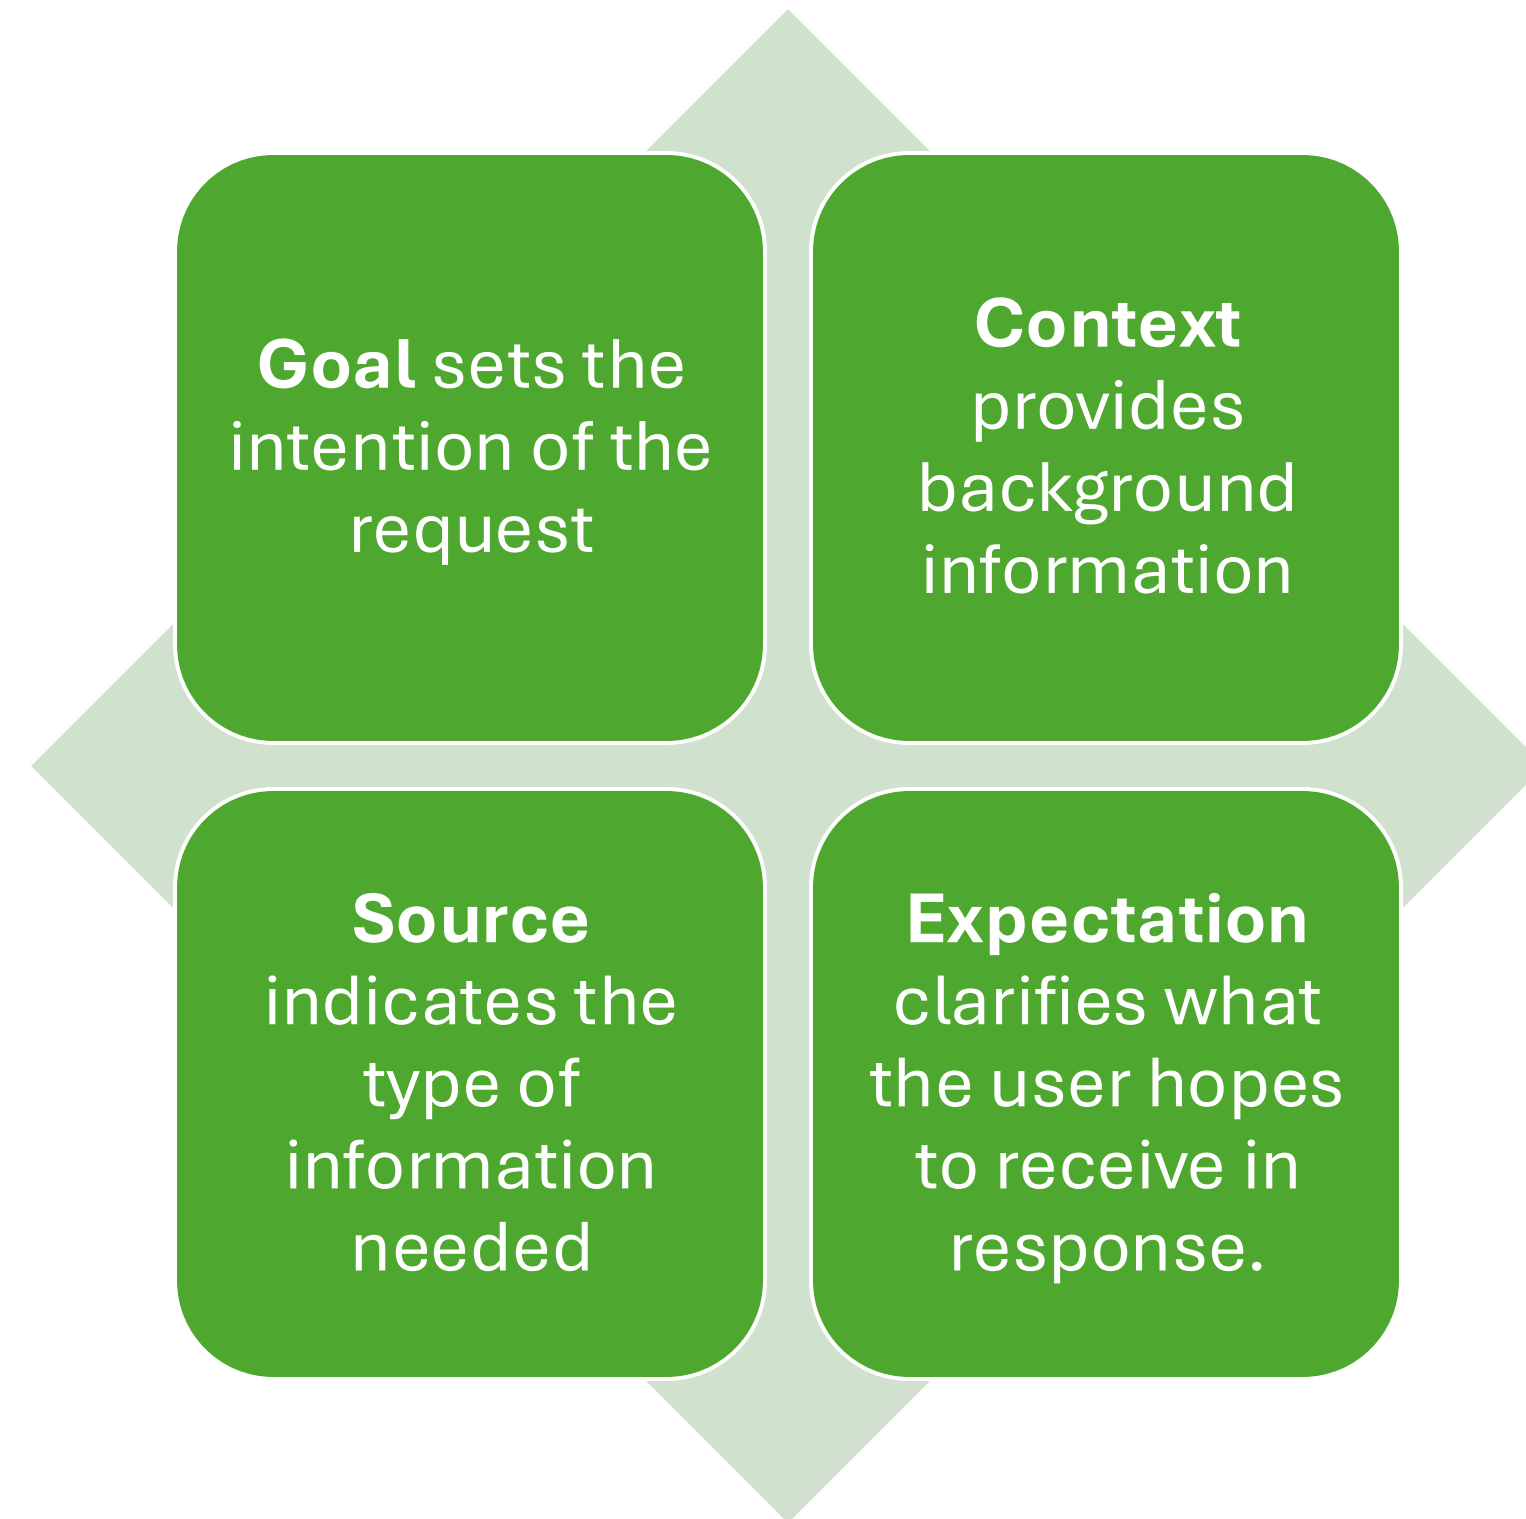 Goal sets the
intention of the
request
Context
provides
background
information
Source
indicates the
type of
information
needed
Expectation
clarifies what
the user hopes
to receive in
response.